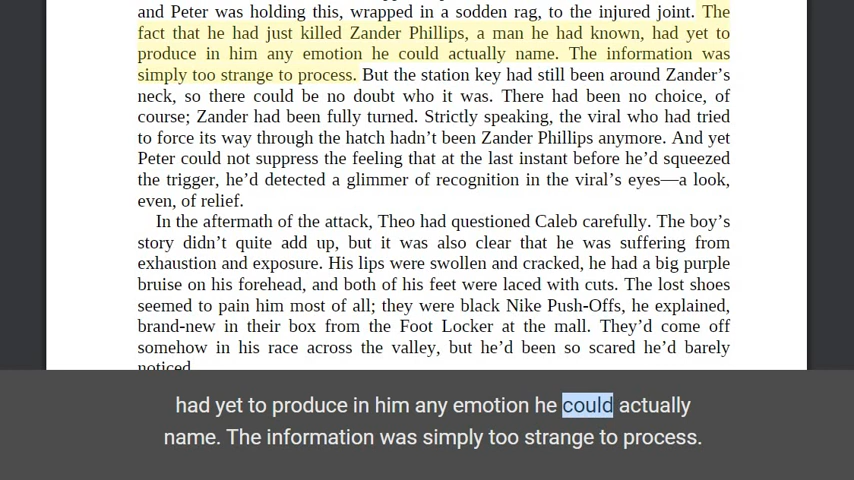 and Peter was holding this, wrapped in a sodden rag, to the injured joint. The
fact that he had just killed Zander Phillips, a man he had known, had yet to
produce in him any emotion he could actually name. The information was
simply too strange to process. But the station key had still been around Zander’s
neck, so there could be no doubt who it was. There had been no choice, of
course; Zander had been fully turned. Strictly speaking, the viral who had tried
to force its way through the hatch hadn’t been Zander Phillips anymore. And yet
Peter could not suppress the feeling that at the last instant before he’d squeezed
the trigger, he’d detected a glimmer of recognition in the viral’s eyes—a look,
even, of relief.
In the aftermath of the attack, Theo had questioned Caleb carefully. The boy’s
story didn’t quite add up, but it was also clear that he was suffering from
exhaustion and exposure. His lips were swollen and cracked, he had a big purple
bruise on his forehead, and both of his feet were laced with cuts. The lost shoes
seemed to pain him most of all; they were black Nike Push-Offs, he explained,
brand-new in their box from the Foot Locker at the mall. They’d come off
somehow in his race across the valley, but he’d been so scared he’d barely
noticed.
had yet to produce in him any emotion he could actually
name. The information was simply too strange to process.